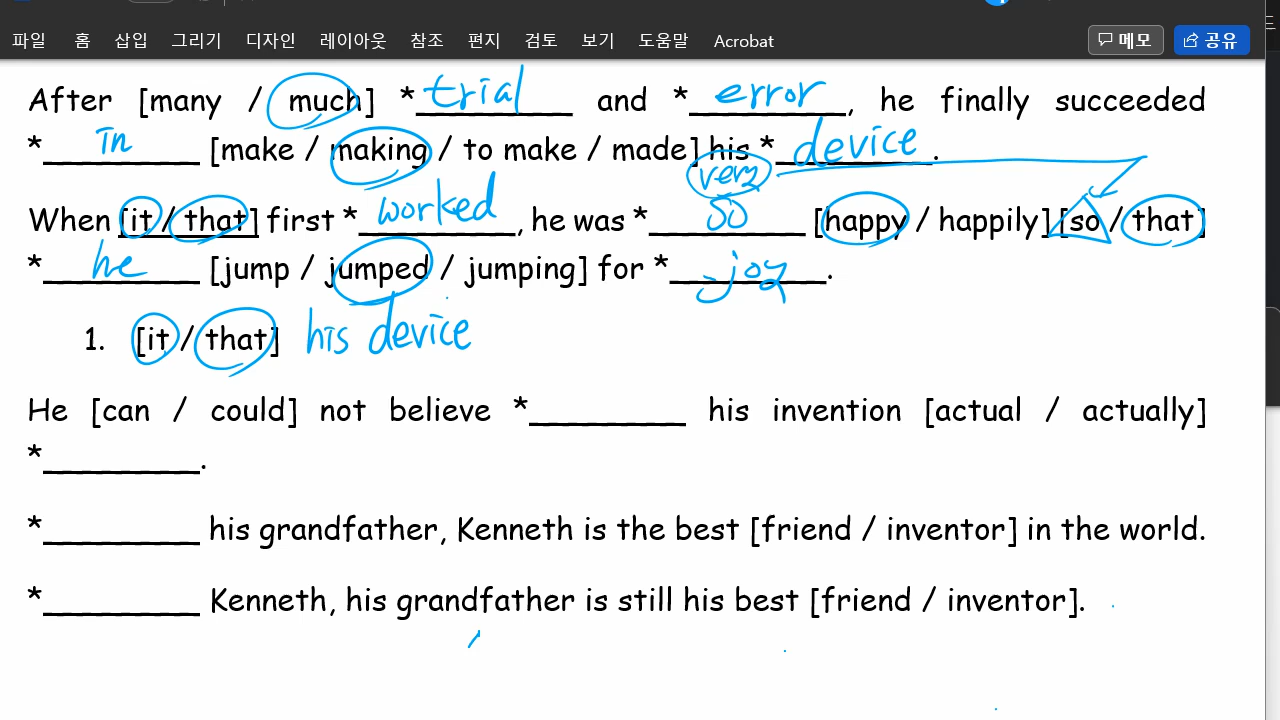 파일 홈 삽입 그리기 디자인 레이아웃 참조 편지 검토 보기 도움말 Acrobat 메모 공유
After [many / much] *trial and *error, he finally succeeded
*in [make / making / to make / made] his *device.
very
When [it / that] first *worked, he was *so [happy / happily] [so / that]
*he [jump / jumped / jumping] for *joy.
1. [it / that] his device
He [can / could] not believe *________ his invention [actual / actually]
*________.
*________ his grandfather, Kenneth is the best [friend / inventor] in the world.
*________ Kenneth, his grandfather is still his best [friend / inventor].